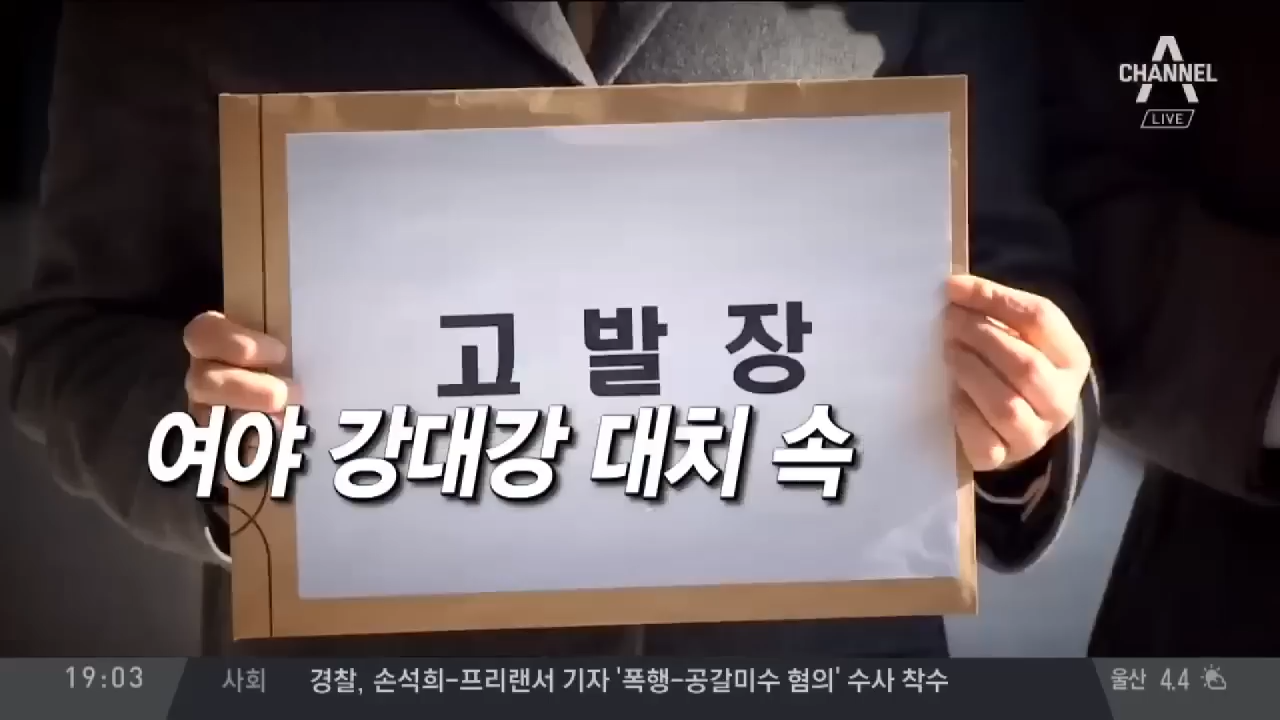 CHANNEL A
LIVE
고 발 장
여야 강대강 대치 속
19:03 사회 경찰, 손석희-프리랜서 기자 '폭행-공갈미수 혐의' 수사 착수 울산 4.4